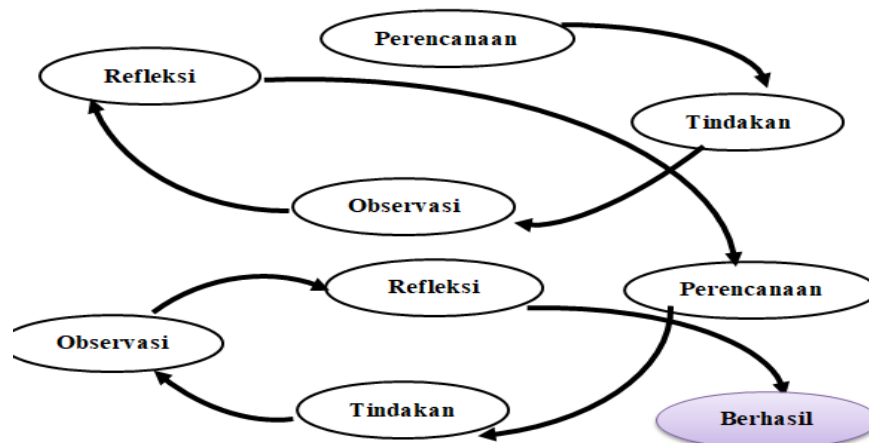 Perencanaan
Refleksi
Tindakan
Observasi
Refleksi
Perencanaan
Observasi
Tindakan
Berhasil